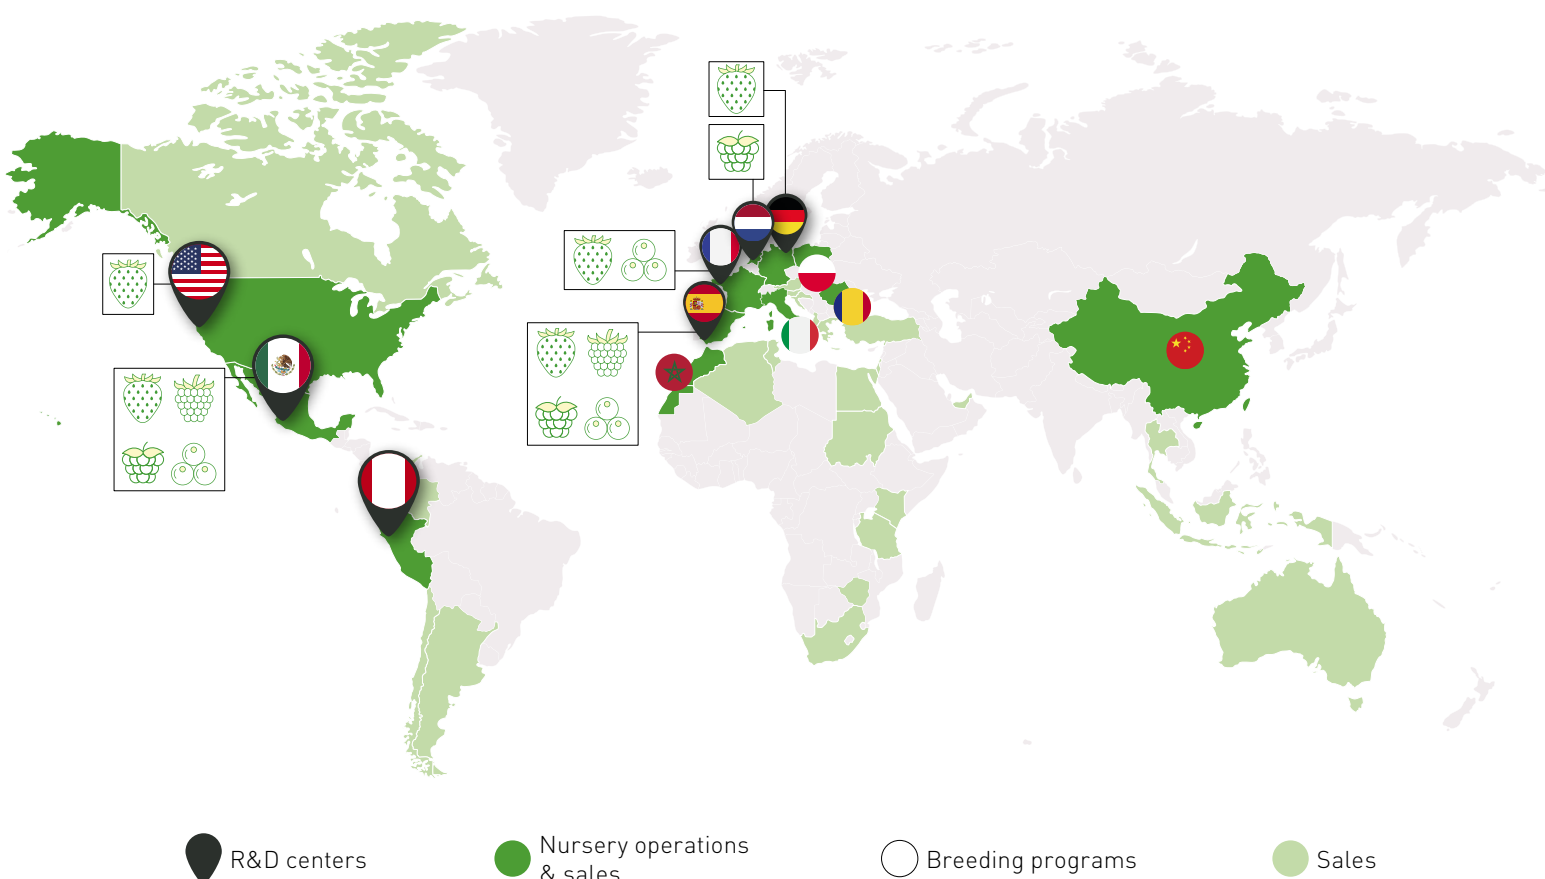 R&D centers
Nursery operations
& sales
Breeding programs
Sales